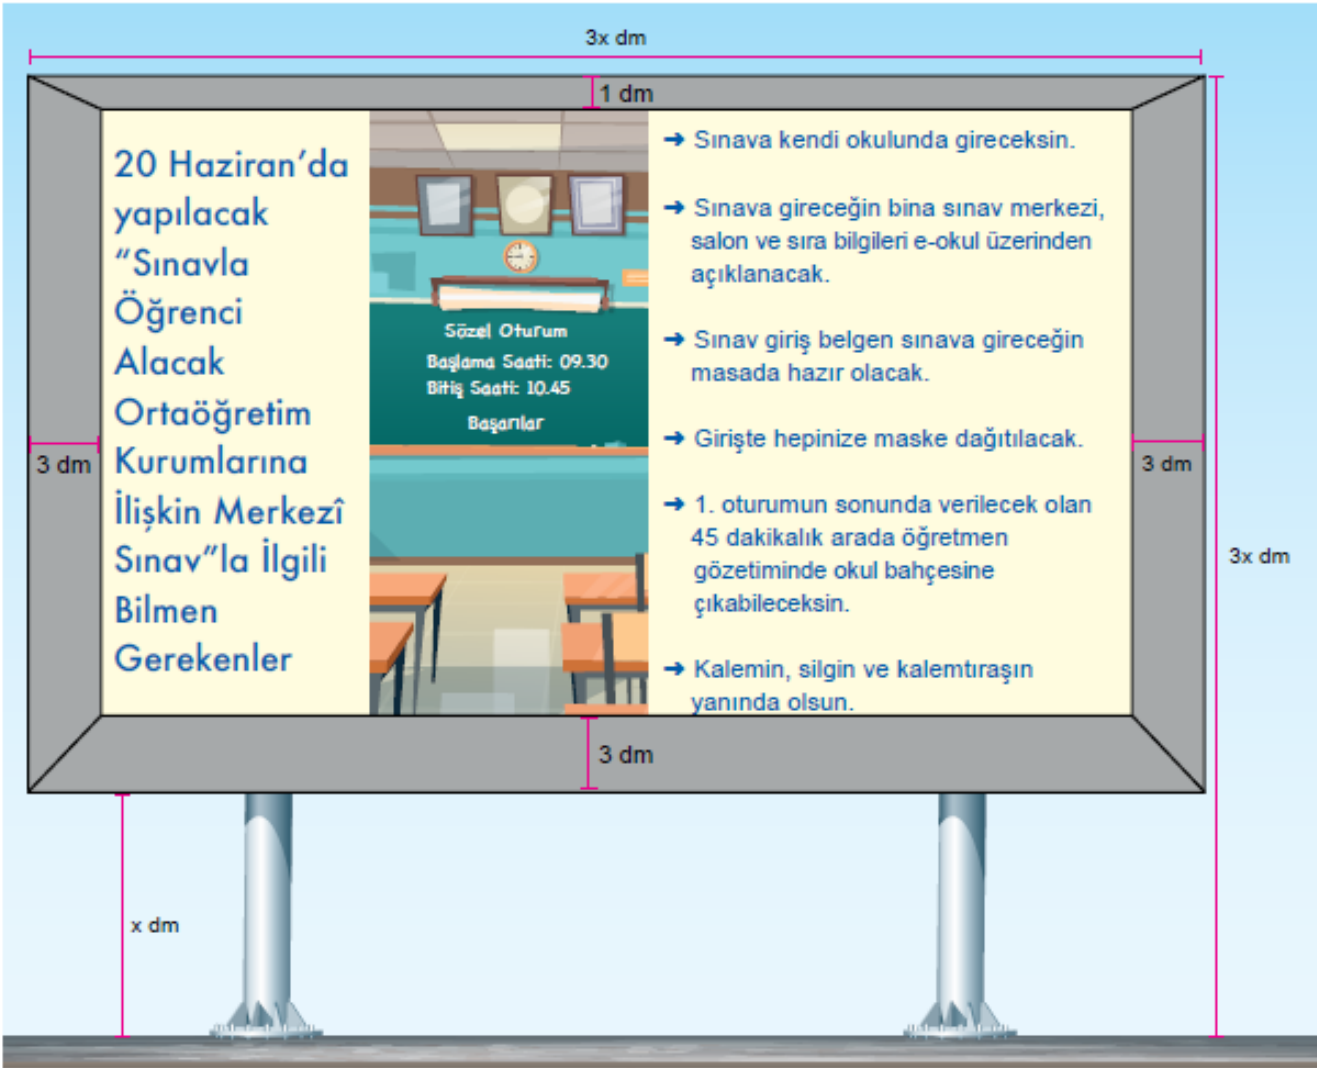 3x dm
1 dm
20 Haziran’da
yapılacak
“Sınavla
Öğrenci
Alacak
Ortaöğretim
Kurumlarına
İlişkin Merkezî
Sınav”la İlgili
Bilmen
Gerekenler
Sözel Oturum
Başlama Saati: 09.30
Bitiş Saati: 10.45
Başarılar
➜ Sınava kendi okulunda gireceksin.
➜ Sınava gireceğin bina sınav merkezi,
salon ve sıra bilgileri e-okul üzerinden
açıklanacak.
➜ Sınav giriş belgen sınava gireceğin
masada hazır olacak.
➜ Girişte hepinize maske dağıtılacak.
➜ 1. oturumun sonunda verilecek olan
45 dakikalık arada öğretmen
gözetiminde okul bahçesine
çıkabileceksin.
➜ Kalemin, silgin ve kalemtıraşın
yanında olsun.
3 dm
3 dm
3x dm
3 dm
x dm